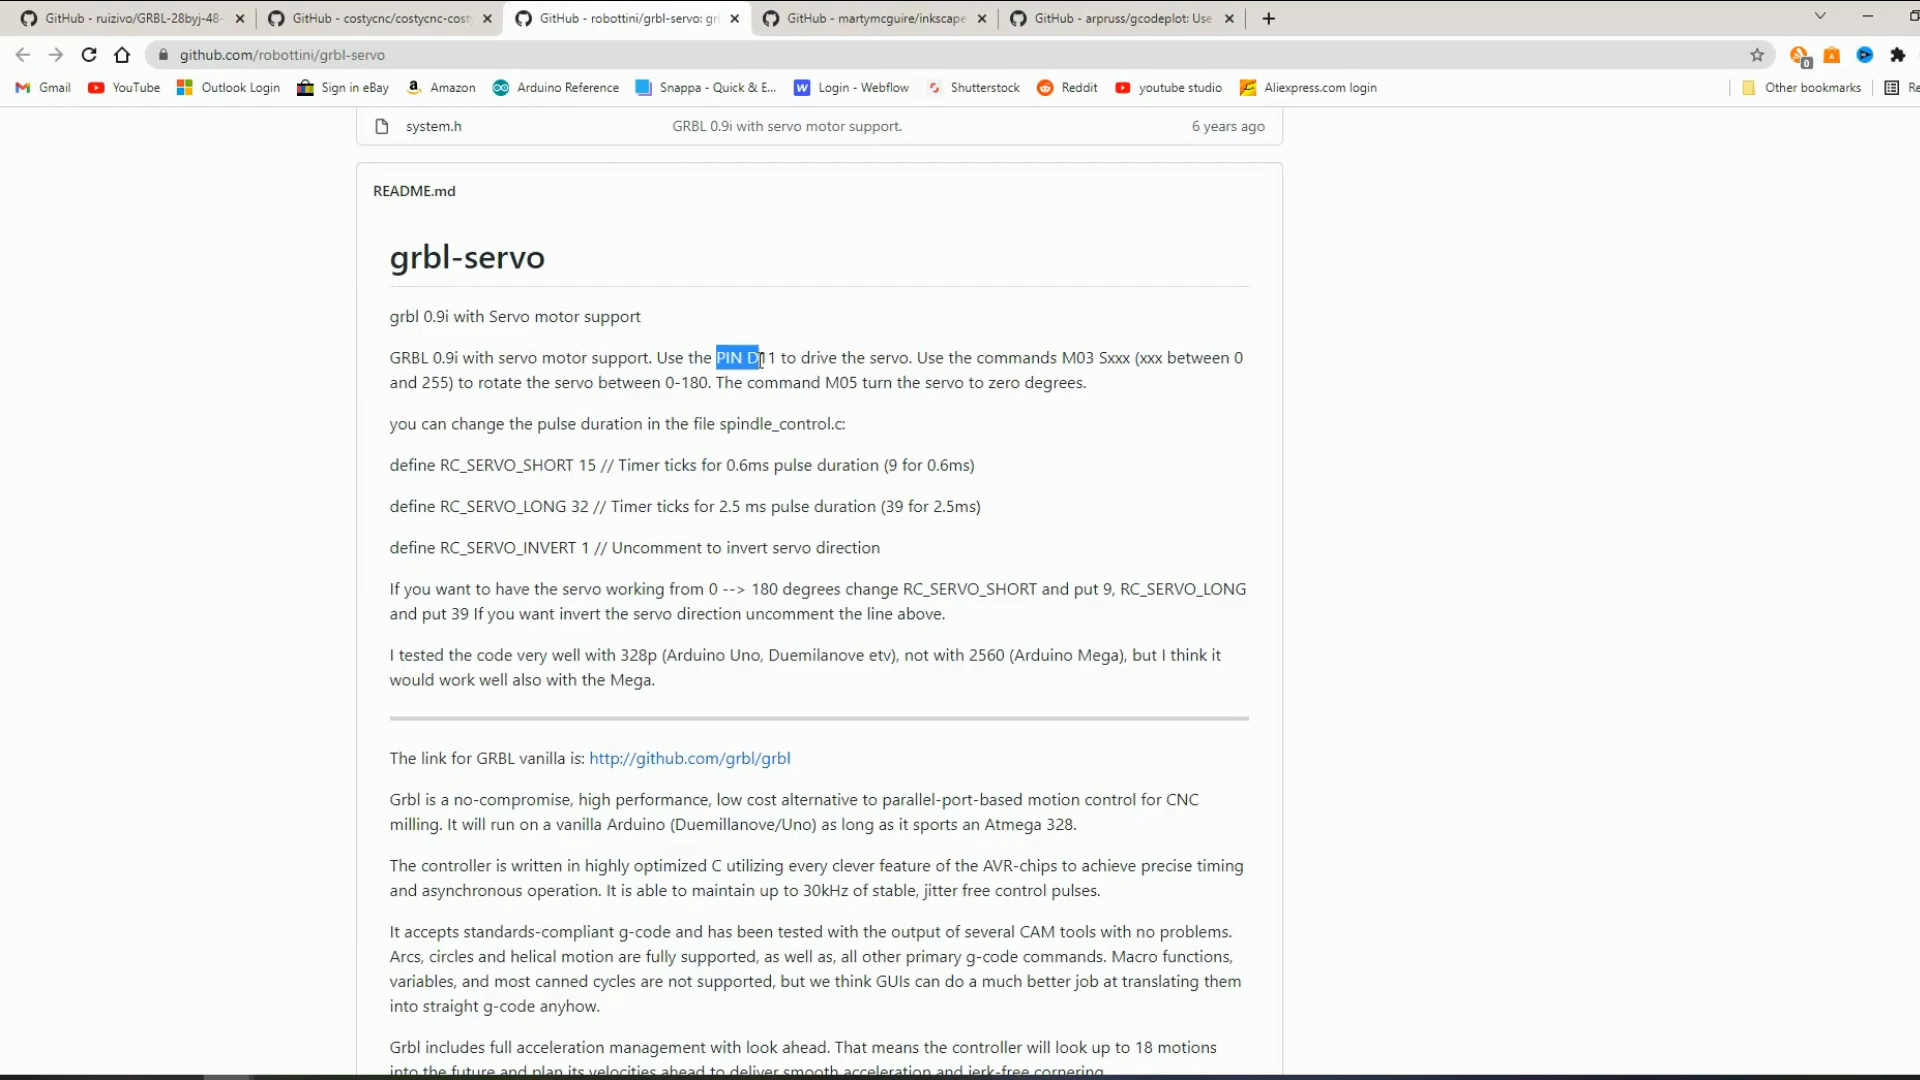 GitHub - ruizivo/GRBL-28byj-48-
GitHub - costycnc/costycnc-cost
GitHub - robottini/grbl-servo: gr
GitHub - martymcguire/inkscape
GitHub - arpruss/gcodeplot: Use
github.com/robottini/grbl-servo
0
Gmail
YouTube
Outlook Login
Sign in eBay
Amazon
Arduino Reference
Snappa - Quick & E...
Login - Webflow
Shutterstock
Reddit
youtube studio
Aliexpress.com login
Other bookmarks
Re
system.h GRBL 0.9i with servo motor support. 6 years ago
README.md
grbl-servo
grbl 0.9i with Servo motor support
GRBL 0.9i with servo motor support. Use the PIN D11 to drive the servo. Use the commands M03 Sxxx (xxx between 0
and 255) to rotate the servo between 0-180. The command M05 turn the servo to zero degrees.
you can change the pulse duration in the file spindle_control.c:
define RC_SERVO_SHORT 15 // Timer ticks for 0.6ms pulse duration (9 for 0.6ms)
define RC_SERVO_LONG 32 // Timer ticks for 2.5 ms pulse duration (39 for 2.5ms)
define RC_SERVO_INVERT 1 // Uncomment to invert servo direction
If you want to have the servo working from 0 --> 180 degrees change RC_SERVO_SHORT and put 9, RC_SERVO_LONG
and put 39 If you want invert the servo direction uncomment the line above.
I tested the code very well with 328p (Arduino Uno, Duemilanove etv), not with 2560 (Arduino Mega), but I think it
would work well also with the Mega.
The link for GRBL vanilla is: http://github.com/grbl/grbl
Grbl is a no-compromise, high performance, low cost alternative to parallel-port-based motion control for CNC
milling. It will run on a vanilla Arduino (Duemillanove/Uno) as long as it sports an Atmega 328.
The controller is written in highly optimized C utilizing every clever feature of the AVR-chips to achieve precise timing
and asynchronous operation. It is able to maintain up to 30kHz of stable, jitter free control pulses.
It accepts standards-compliant g-code and has been tested with the output of several CAM tools with no problems.
Arcs, circles and helical motion are fully supported, as well as, all other primary g-code commands. Macro functions,
variables, and most canned cycles are not supported, but we think GUIs can do a much better job at translating them
into straight g-code anyhow.
Grbl includes full acceleration management with look ahead. That means the controller will look up to 18 motions
into the future and plan its velocities ahead to deliver smooth acceleration and jerk-free cornering.